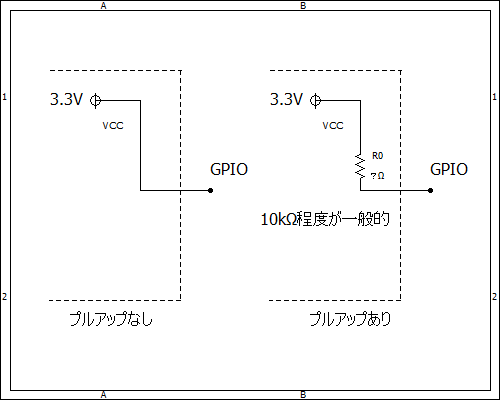 A B
1 1
3.3V
VCC
GPIO
3.3V
VCC
R0
?Ω
GPIO
10kΩ程度が一般的
2 2
プルアップなし
プルアップあり
A B